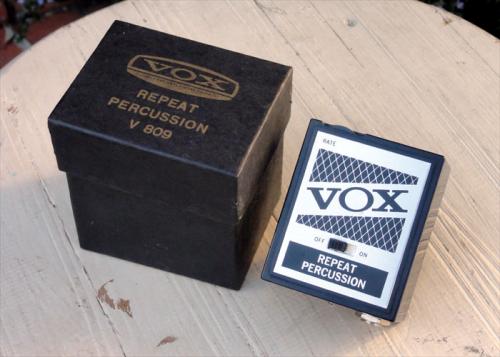 VOX
REPEAT
PERCUSSION
V 809
RATE
VOX
OFF ON
REPEAT
PERCUSSION